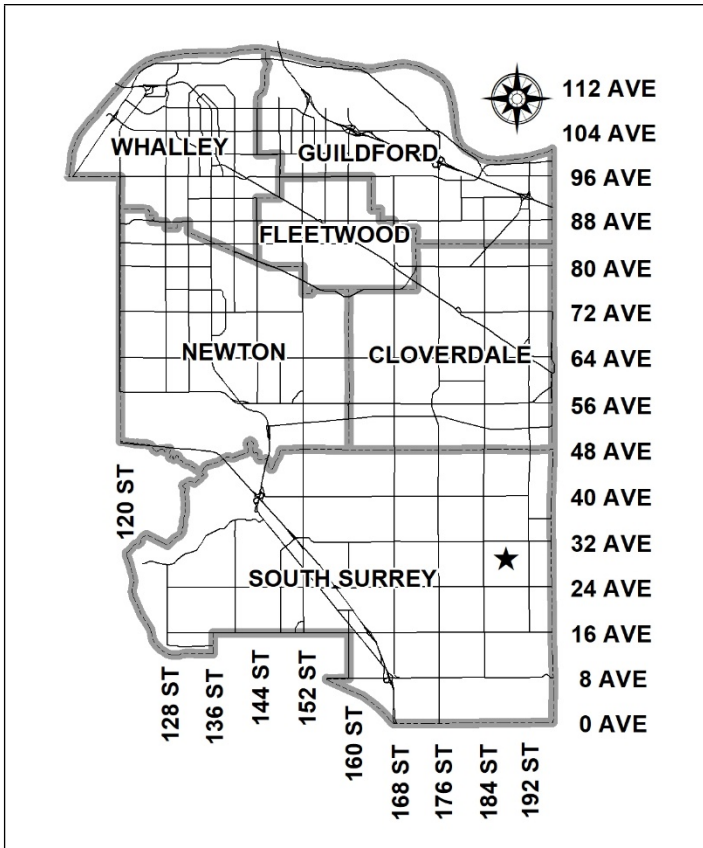 112 AVE
104 AVE
WHALLEY
GUILDFORD
96 AVE
88 AVE
FLEETWOOD
80 AVE
72 AVE
NEWTON
CLOVERDALE
64 AVE
56 AVE
48 AVE
120 ST
40 AVE
32 AVE
SOUTH SURREY
24 AVE
16 AVE
8 AVE
0 AVE
128 ST
136 ST
144 ST
152 ST
160 ST
168 ST
176 ST
184 ST
192 ST